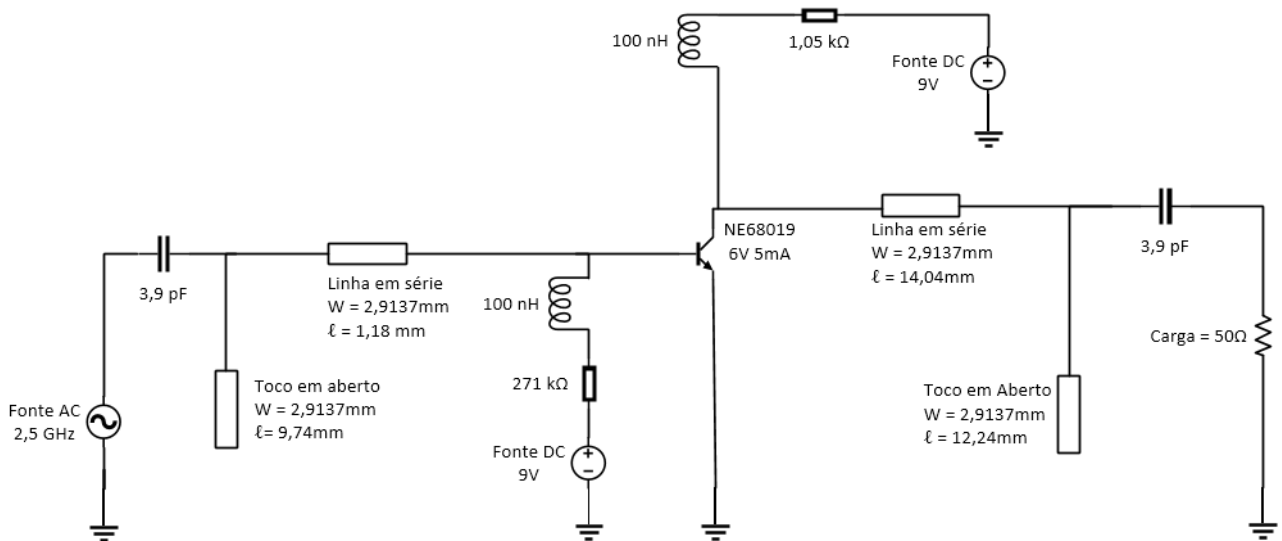 100 nH
1,05 kΩ
Fonte DC
9V
NE68019
6V 5mA
Linha em série
W = 2,9137mm
ℓ = 14,04mm
3,9 pF
3,9 pF
Linha em série
W = 2,9137mm
ℓ = 1,18 mm
100 nH
Carga = 50Ω
Toco em aberto
W = 2,9137mm
ℓ= 9,74mm
271 kΩ
Toco em Aberto
W = 2,9137mm
ℓ = 12,24mm
Fonte AC
2,5 GHz
Fonte DC
9V